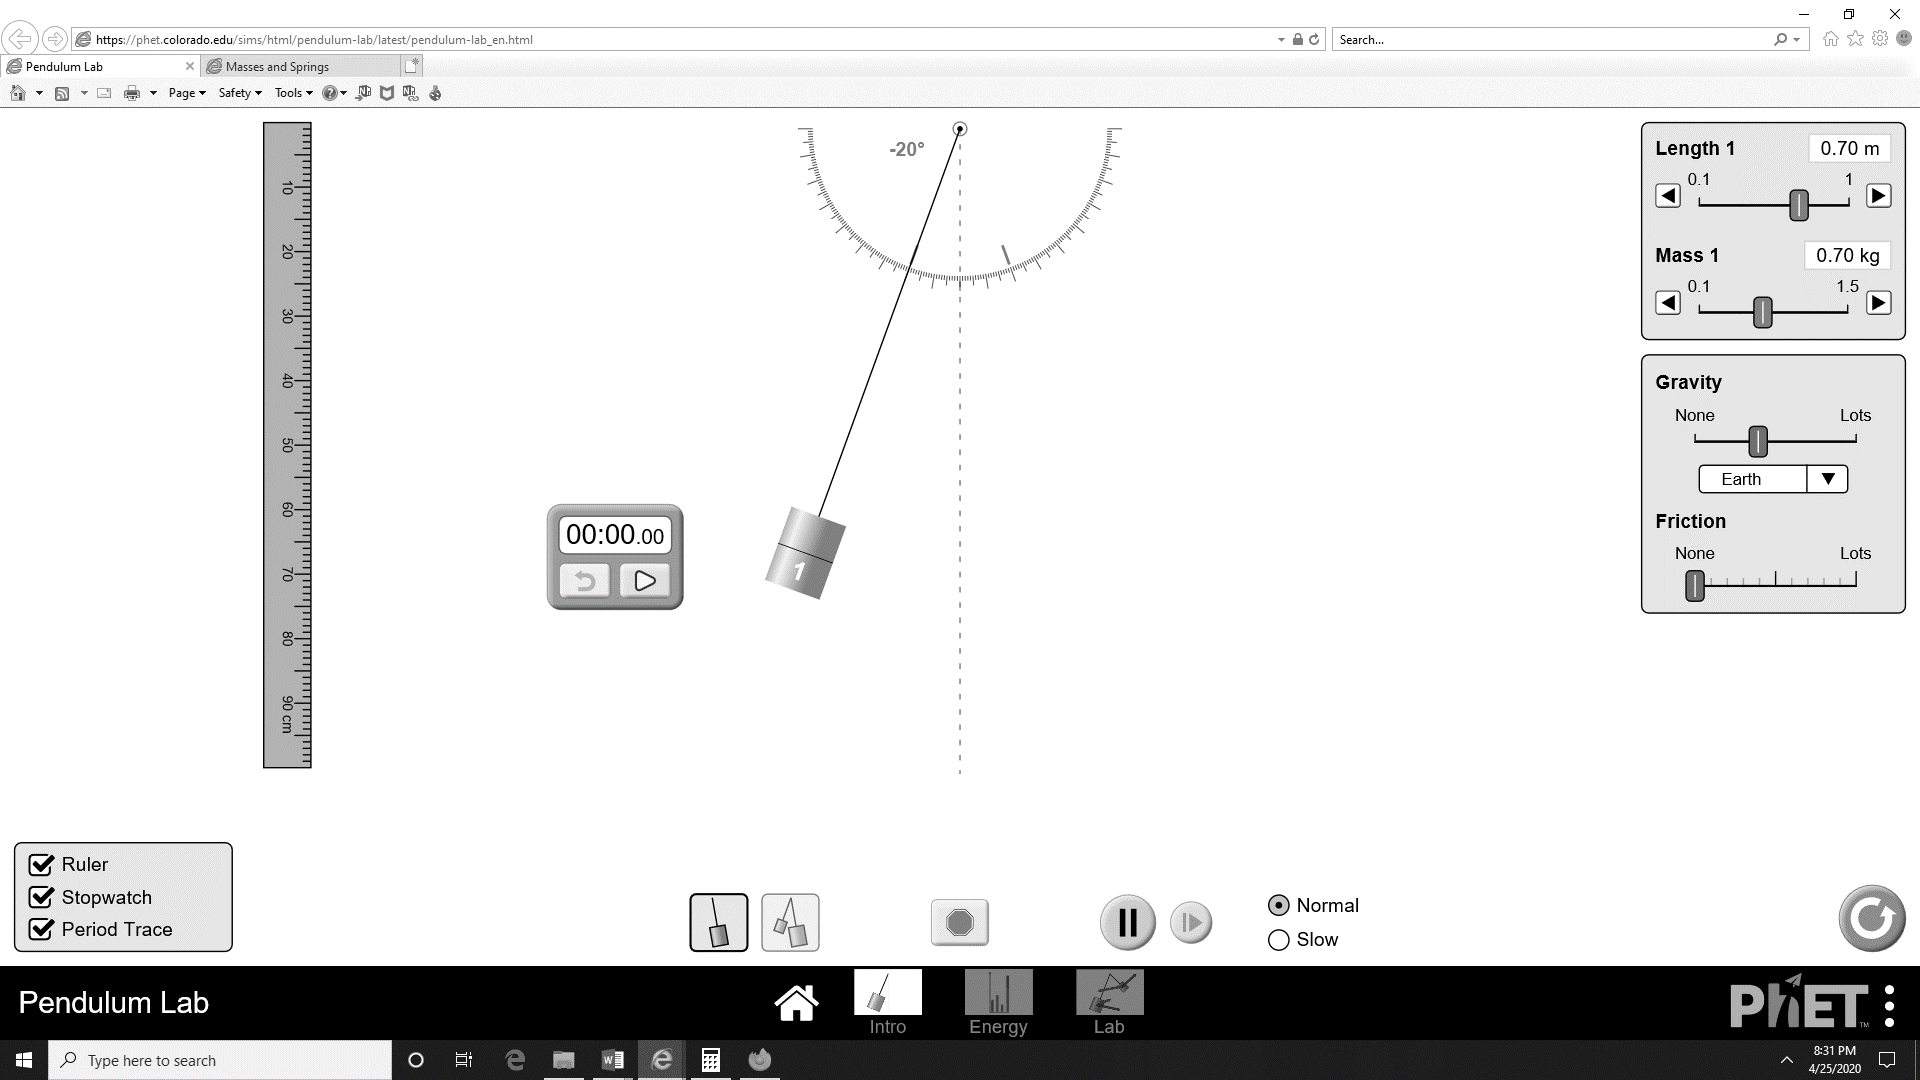 https://phet.colorado.edu/sims/html/pendulum-lab/latest/pendulum-lab_en.html
Search...
Pendulum Lab
Masses and Springs
Page
Safety
Tools
-20°
10
20
30
40
50
60
70
80
90 cm
00:00.00
1
Length 1
0.70 m
0.1
1
Mass 1
0.70 kg
0.1
1.5
Gravity
None
Lots
Earth
Friction
None
Lots
Ruler
Stopwatch
Period Trace
Normal
Slow
Pendulum Lab
Intro
Energy
Lab
PhET™
Type here to search
8:31 PM
4/25/2020